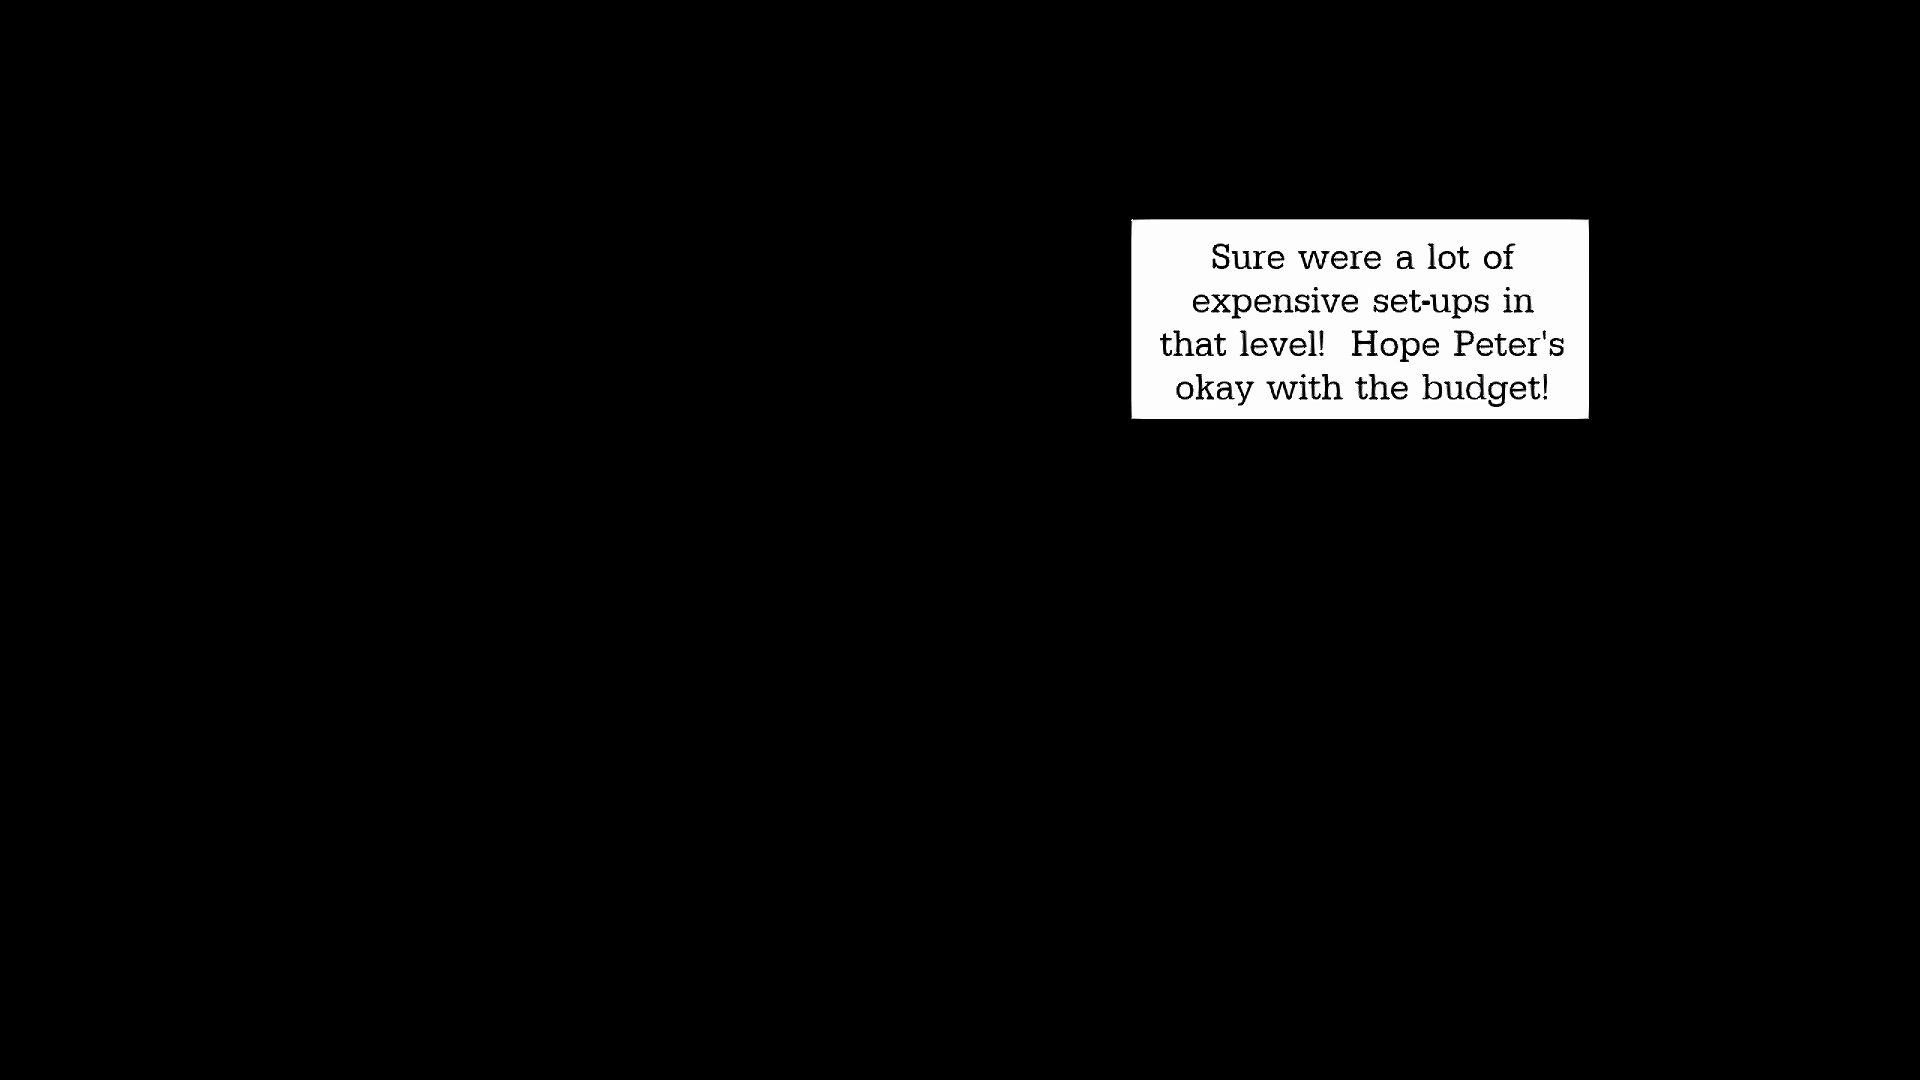 Sure were a lot of
expensive set-ups in
that level!  Hope Peter's
okay with the budget!